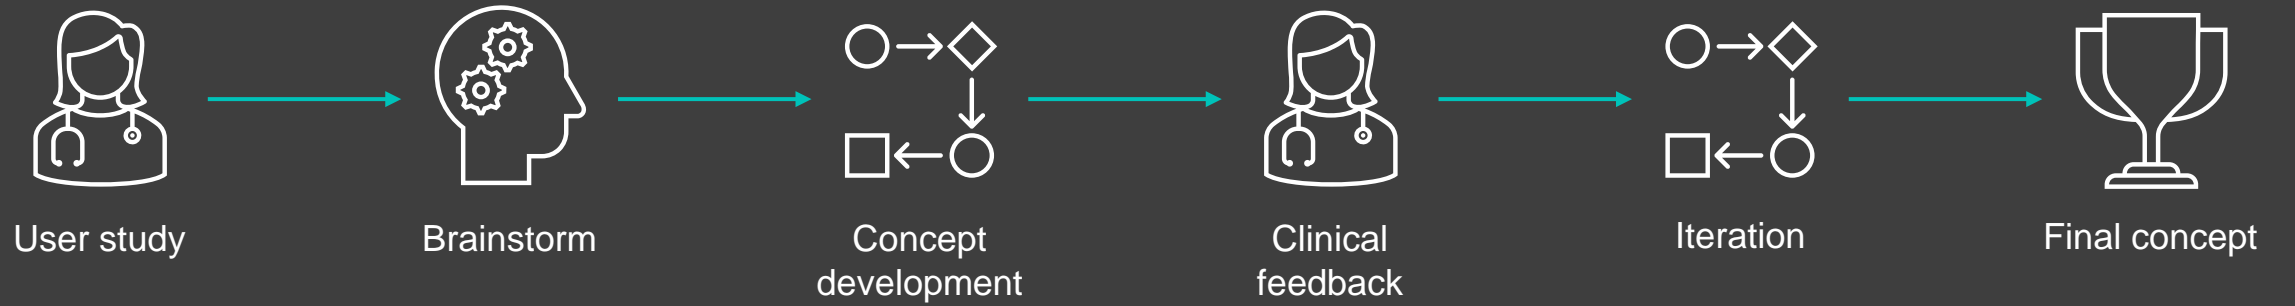 User study
Brainstorm
Concept
development
Clinical
feedback
Iteration
Final concept